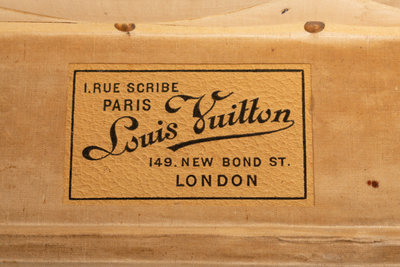 1. RUE SCRIBE
PARIS
Louis Vuitton
149. NEW BOND ST.
LONDON